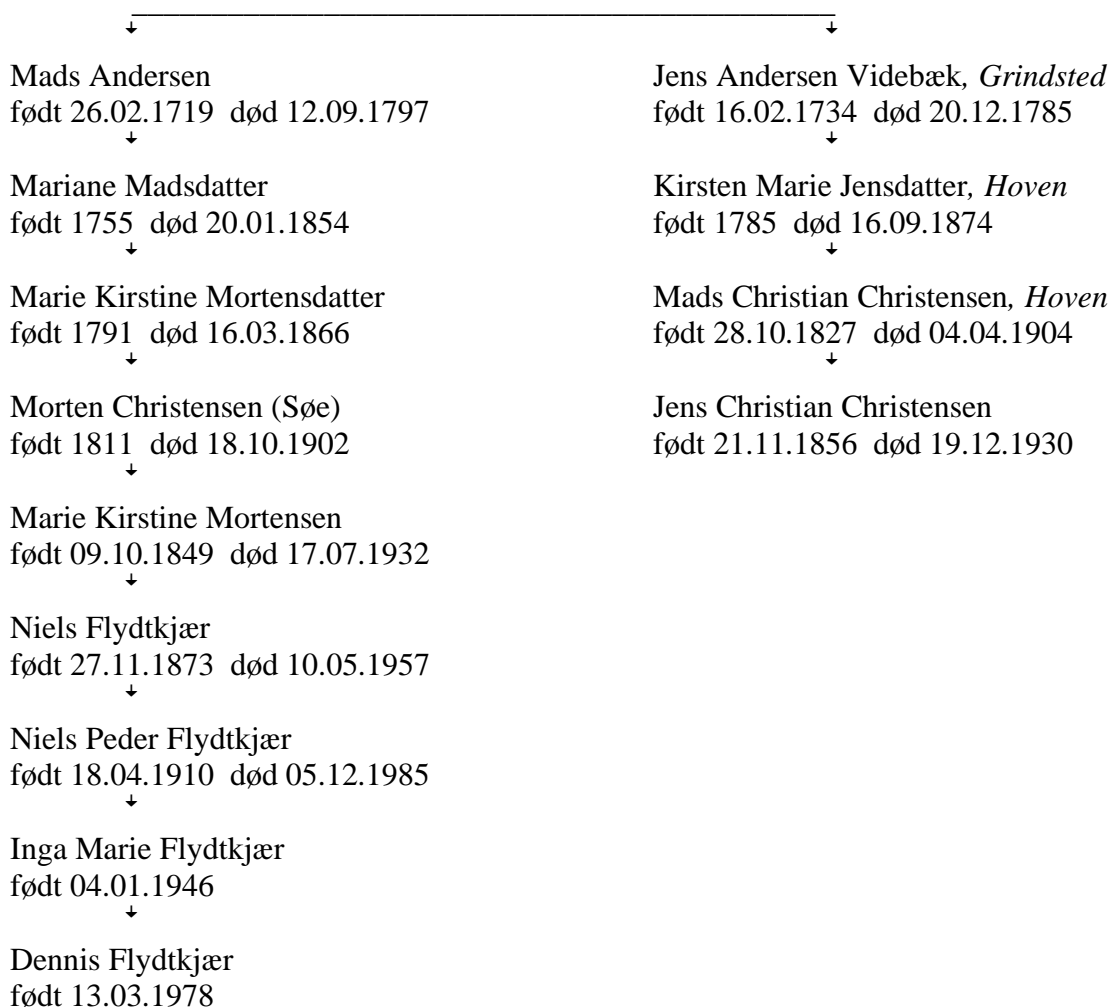 Mads Andersen
født 26.02.1719 død 12.09.1797
Mariane Madsdatter
født 1755 død 20.01.1854
Marie Kirstine Mortensdatter
født 1791 død 16.03.1866
Morten Christensen (Søe)
født 1811 død 18.10.1902
Marie Kirstine Mortensen
født 09.10.1849 død 17.07.1932
Niels Flydtkjær
født 27.11.1873 død 10.05.1957
Niels Peder Flydtkjær
født 18.04.1910 død 05.12.1985
Inga Marie Flydtkjær
født 04.01.1946
Dennis Flydtkjær
født 13.03.1978
Jens Andersen Videbæk, Grindsted
født 16.02.1734 død 20.12.1785
Kirsten Marie Jensdatter, Hoven
født 1785 død 16.09.1874
Mads Christian Christensen, Hoven
født 28.10.1827 død 04.04.1904
Jens Christian Christensen
født 21.11.1856 død 19.12.1930